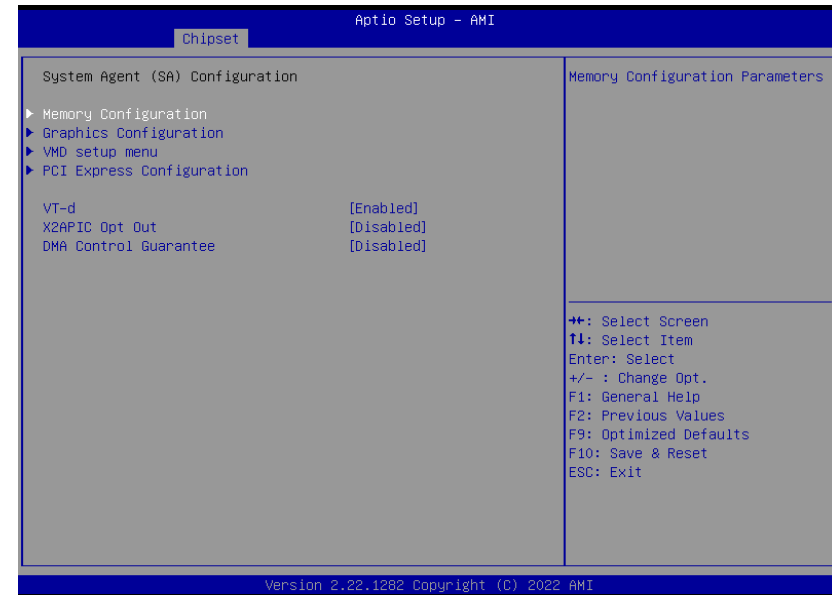 Aptio Setup – AMI
Chipset
System Agent (SA) Configuration
Memory Configuration
Graphics Configuration
VMD setup menu
PCI Express Configuration
VT-d [Enabled]
X2APIC Opt Out [Disabled]
DMA Control Guarantee [Disabled]
Memory Configuration Parameters
→←: Select Screen
↑↓: Select Item
Enter: Select
+/- : Change Opt.
F1: General Help
F2: Previous Values
F9: Optimized Defaults
F10: Save & Reset
ESC: Exit
Version 2.22.1282 Copyright (C) 2022 AMI